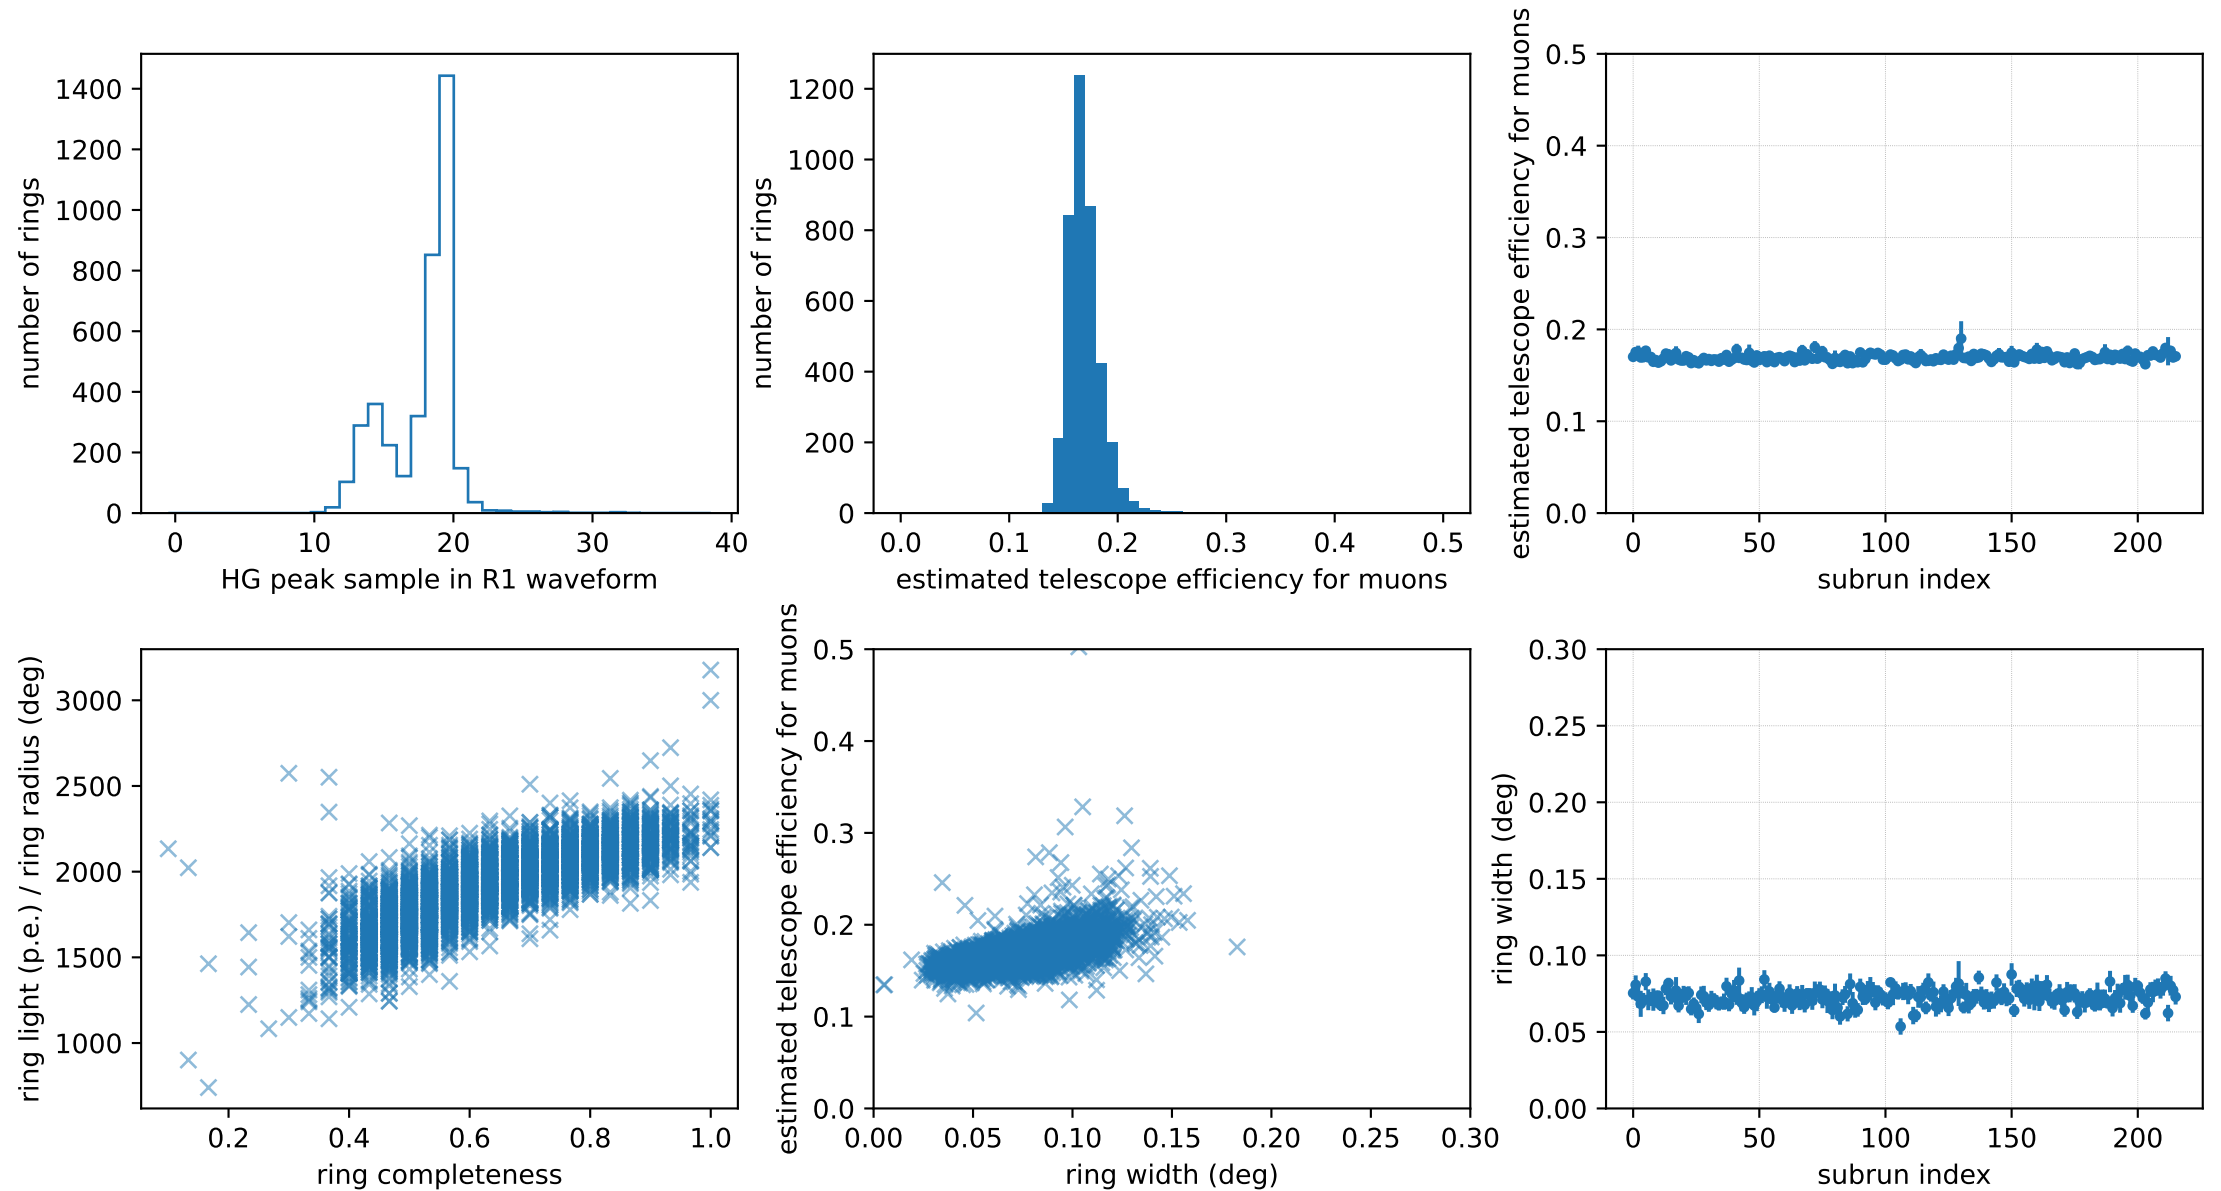 number of rings
1400
1200
1000
800
600
400
200
0
0 10 20 30 40
HG peak sample in R1 waveform
number of rings
1200
1000
800
600
400
200
0
0.0 0.1 0.2 0.3 0.4 0.5
estimated telescope efficiency for muons
estimated telescope efficiency for muons
0.5
0.4
0.3
0.2
0.1
0.0
0 50 100 150 200
subrun index
ring light (p.e.) / ring radius (deg)
3000
2500
2000
1500
1000
0.2 0.4 0.6 0.8 1.0
ring completeness
estimated telescope efficiency for muons
0.5
0.4
0.3
0.2
0.1
0.0
0.00 0.05 0.10 0.15 0.20 0.25 0.30
ring width (deg)
ring width (deg)
0.30
0.25
0.20
0.15
0.10
0.05
0.00
0 50 100 150 200
subrun index